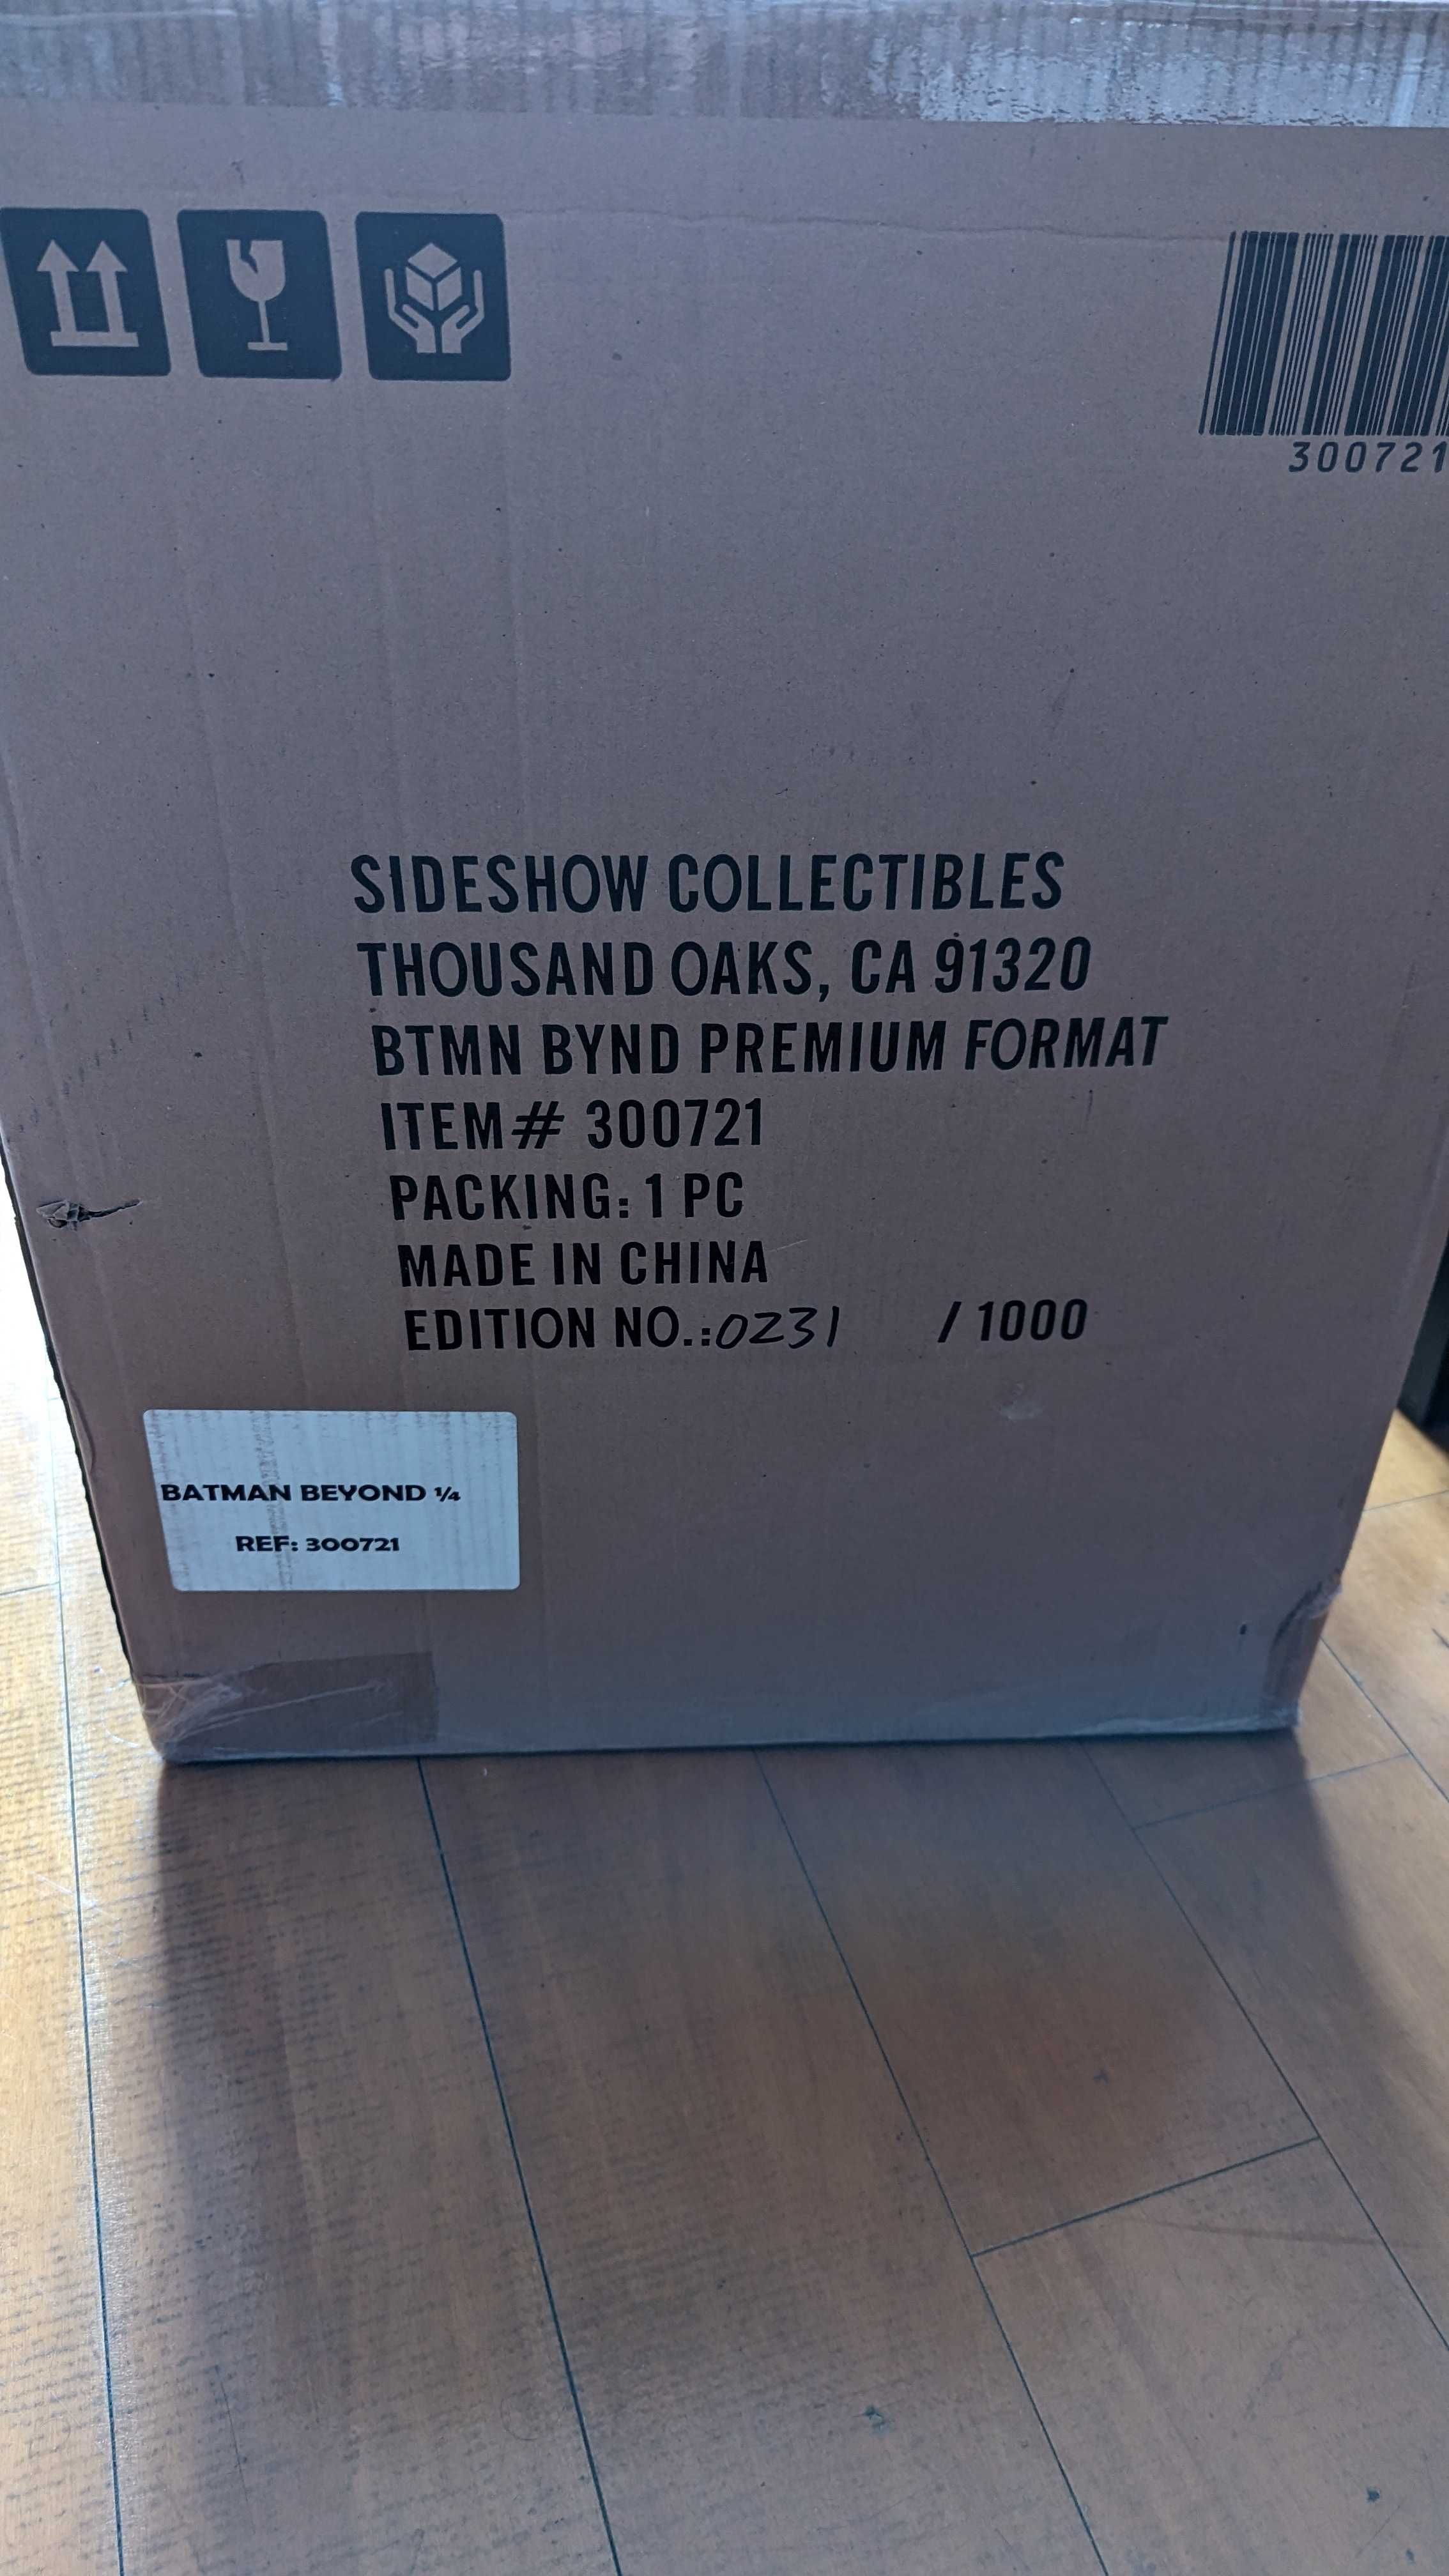 300721
SIDESHOW COLLECTIBLES
THOUSAND OAKS, CA 91320
BTMN BYND PREMIUM FORMAT
ITEM# 300721
PACKING: 1 PC
MADE IN CHINA
EDITION NO.:0231 / 1000
BATMAN BEYOND ¼
REF: 300721